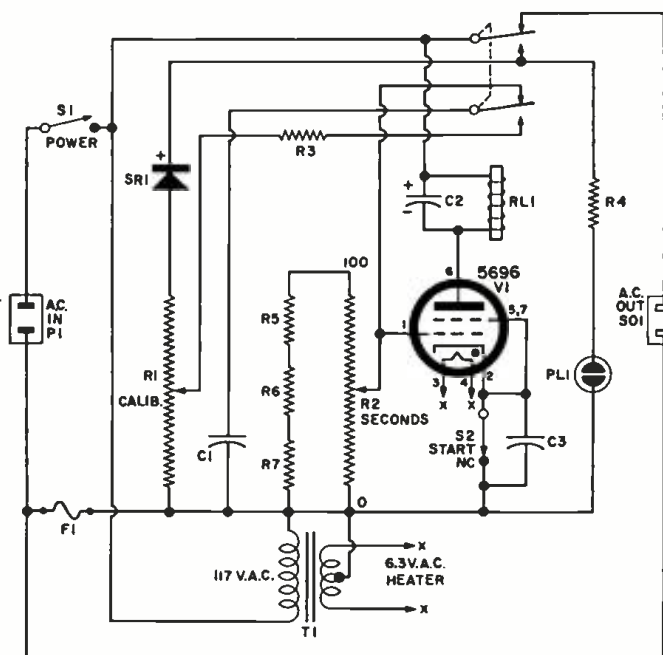 S1
POWER
+
SR1
R3
+
-
C2
RL1
R4
100
6
5696
V1
5,7
1
3
4
2
X
X
A.C.
IN
P1
A.C.
OUT
SO1
R5
R6
R7
R1
CALIB.
R2
SECONDS
C1
S2
START
NC
C3
PL1
0
F1
117 V.A.C.
6.3V.A.C.
HEATER
X
X
T1